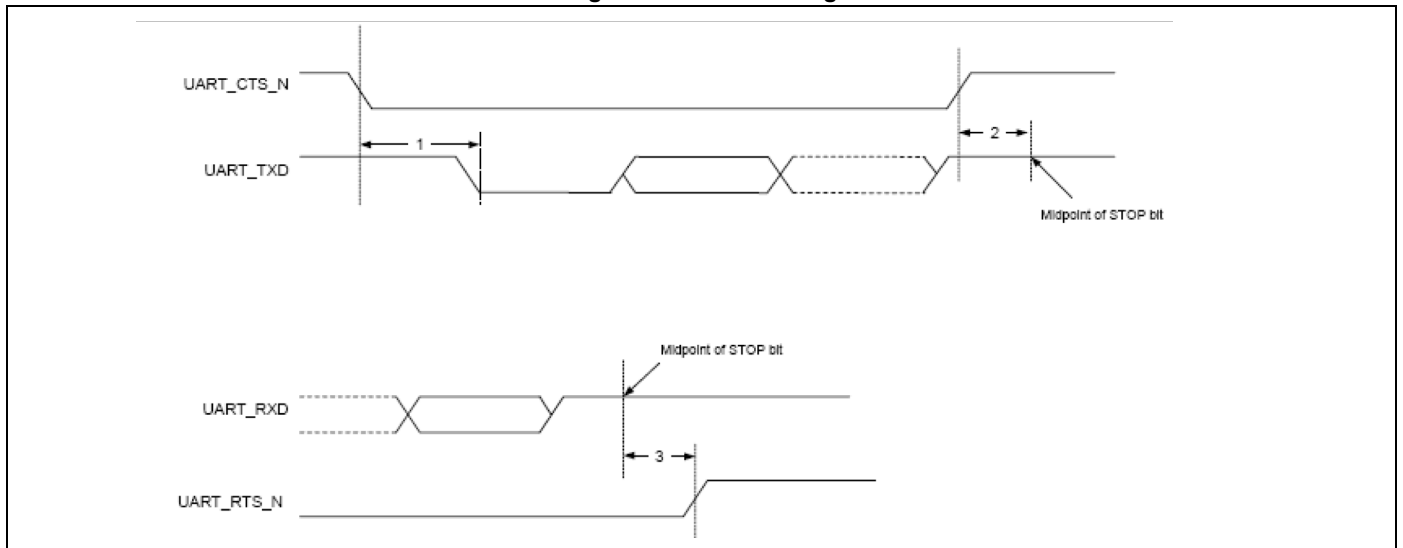 UART_CTS_N
1
2
UART_TXD
Midpoint of STOP bit
Midpoint of STOP bit
UART_RXD
3
UART_RTS_N